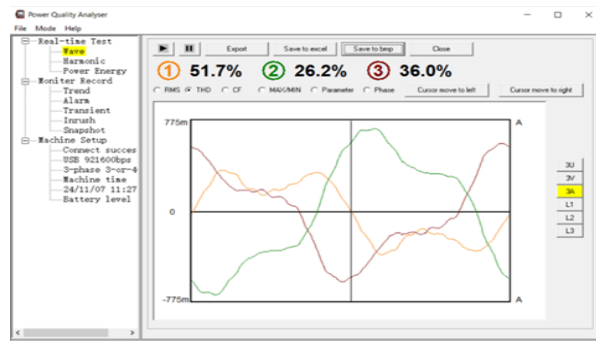 Power Quality Analyser
File Mode Help
Real-time Test
Wave
Harmonic
Power Energy
Moniter Record
Trend
Alarm
Transient
Inrush
Snapshot
Machine Setup
Connect succes
USB 921600bps
3-phase 3-or-4
Machine time
24/11/07 11:27
Battery level
Export Save to excel Save to bmp Close
1 51.7% 2 26.2% 3 36.0%
RMS THD CF MAX/MIN Parameter Phase Cursor move to left Cursor move to right
775m A
0
-775m A
3U
3V
3A
L1
L2
L3